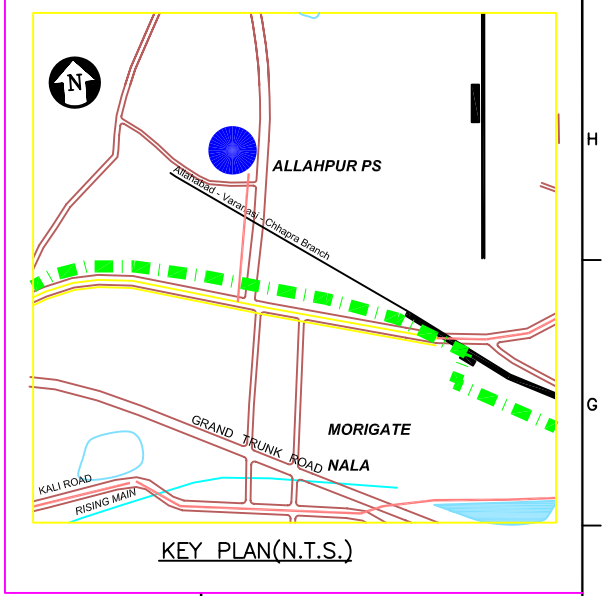 N
H
ALLAHPUR PS
Allahabad - Varanasi - Chhapra Branch
G
MORIGATE
NALA
GRAND TRUNK ROAD
KALI ROAD
RISING MAIN
KEY PLAN(N.T.S.)